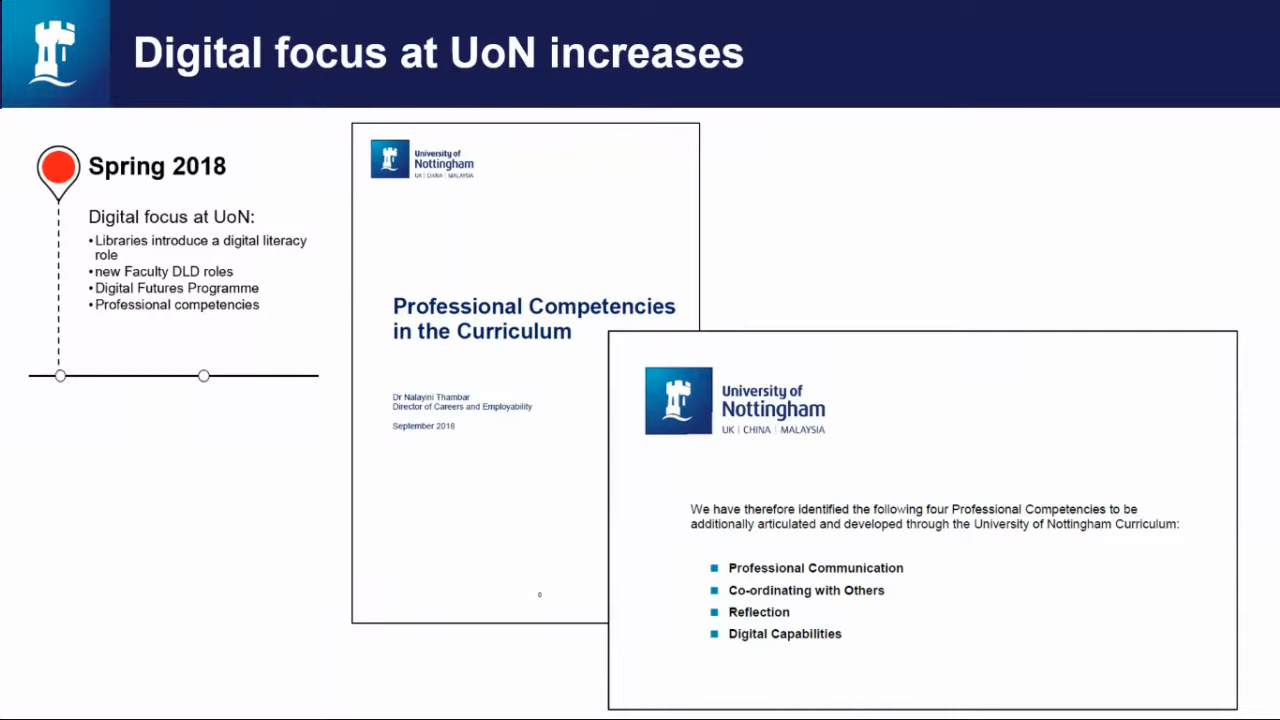 Digital focus at UoN increases
Spring 2018
Digital focus at UoN:
•Libraries introduce a digital literacy
role
•new Faculty DLD roles
•Digital Futures Programme
•Professional competencies
University of
Nottingham
UK | CHINA | MALAYSIA
Professional Competencies
in the Curriculum
Dr Nalayini Thambar
Director of Careers and Employability
September 2018
0
University of
Nottingham
UK | CHINA | MALAYSIA
We have therefore identified the following four Professional Competencies to be
additionally articulated and developed through the University of Nottingham Curriculum:
■ Professional Communication
■ Co-ordinating with Others
■ Reflection
■ Digital Capabilities